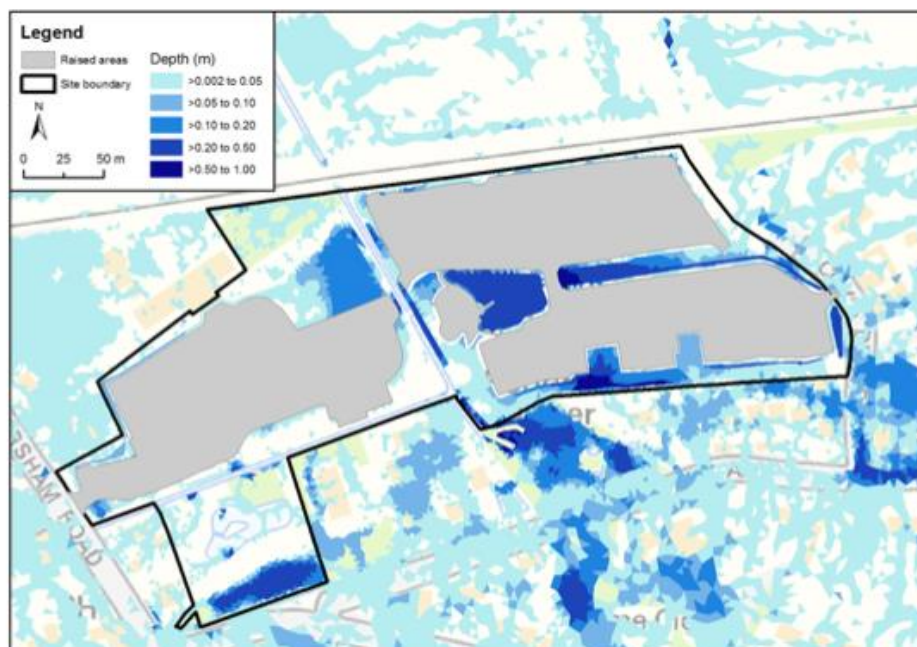 Legend
Raised areas
Site boundary
N
0 25 50 m
Depth (m)
>0.002 to 0.05
>0.05 to 0.10
>0.10 to 0.20
>0.20 to 0.50
>0.50 to 1.00
SHAM ROAD
er